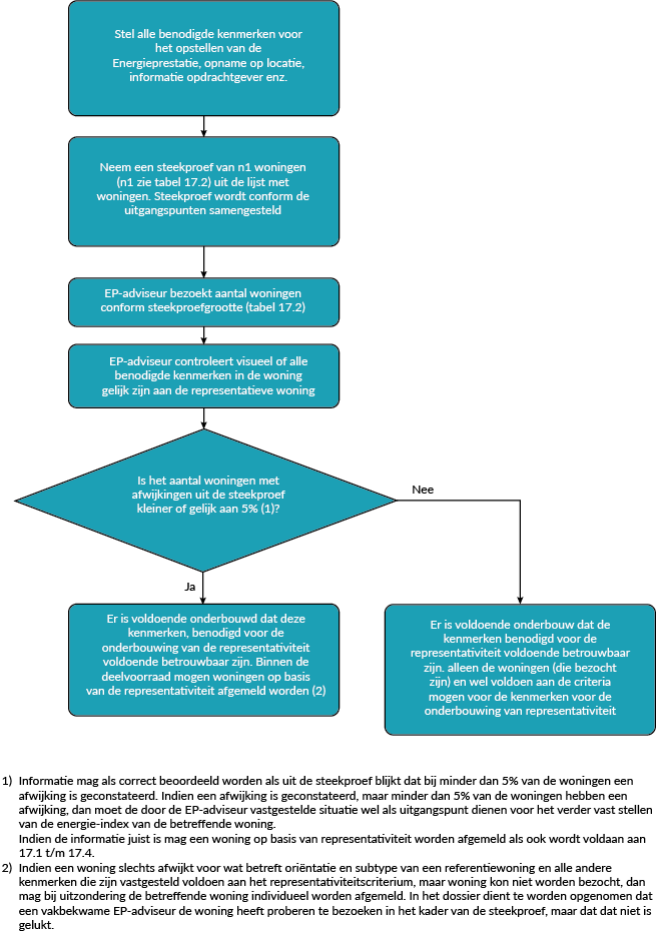 Stel alle benodigde kenmerken voor
het opstellen van de
Energieprestatie, opname op locatie,
informatie opdrachtgever enz.
Neem een steekproef van n1 woningen
(n1 zie tabel 17.2) uit de lijst met
woningen. Steekproef wordt conform de
uitgangspunten samengesteld
EP-adviseur bezoekt aantal woningen
conform steekproefgrootte (tabel 17.2)
EP-adviseur controleert visueel of alle
benodigde kenmerken in de woning
gelijk zijn aan de representatieve woning
Is het aantal woningen met
afwijkingen uit de steekproef
kleiner of gelijk aan 5% (1)?
Nee
Ja
Er is voldoende onderbouwd dat deze
kenmerken, benodigd voor de
onderbouwing van de representativiteit
voldoende betrouwbaar zijn. Binnen de
deelvoorraad mogen woningen op basis
van de representativiteit afgemeld worden (2)
Er is voldoende onderbouw dat de
kenmerken benodigd voor de
representativiteit voldoende betrouwbaar
zijn. alleen de woningen (die bezocht
zijn) en wel voldoen aan de criteria
mogen voor de kenmerken voor de
onderbouwing van representativiteit
1) Informatie mag als correct beoordeeld worden als uit de steekproef blijkt dat bij minder dan 5% van de woningen een
afwijking is geconstateerd. Indien een afwijking is geconstateerd, maar minder dan 5% van de woningen hebben een
afwijking, dan moet de door de EP-adviseur vastgestelde situatie wel als uitgangspunt dienen voor het verder vast stellen
van de energie-index van de betreffende woning.
Indien de informatie juist is mag een woning op basis van representativiteit worden afgemeld als ook wordt voldaan aan
17.1 t/m 17.4.
2) Indien een woning slechts afwijkt voor wat betreft oriëntatie en subtype van een referentiewoning en alle andere
kenmerken die zijn vastgesteld voldoen aan het representativiteitscriterium, maar woning kon niet worden bezocht, dan
mag bij uitzondering de betreffende woning individueel worden afgemeld. In het dossier dient te worden opgenomen dat
een vakbekwame EP-adviseur de woning heeft proberen te bezoeken in het kader van de steekproef, maar dat dat niet is
gelukt.